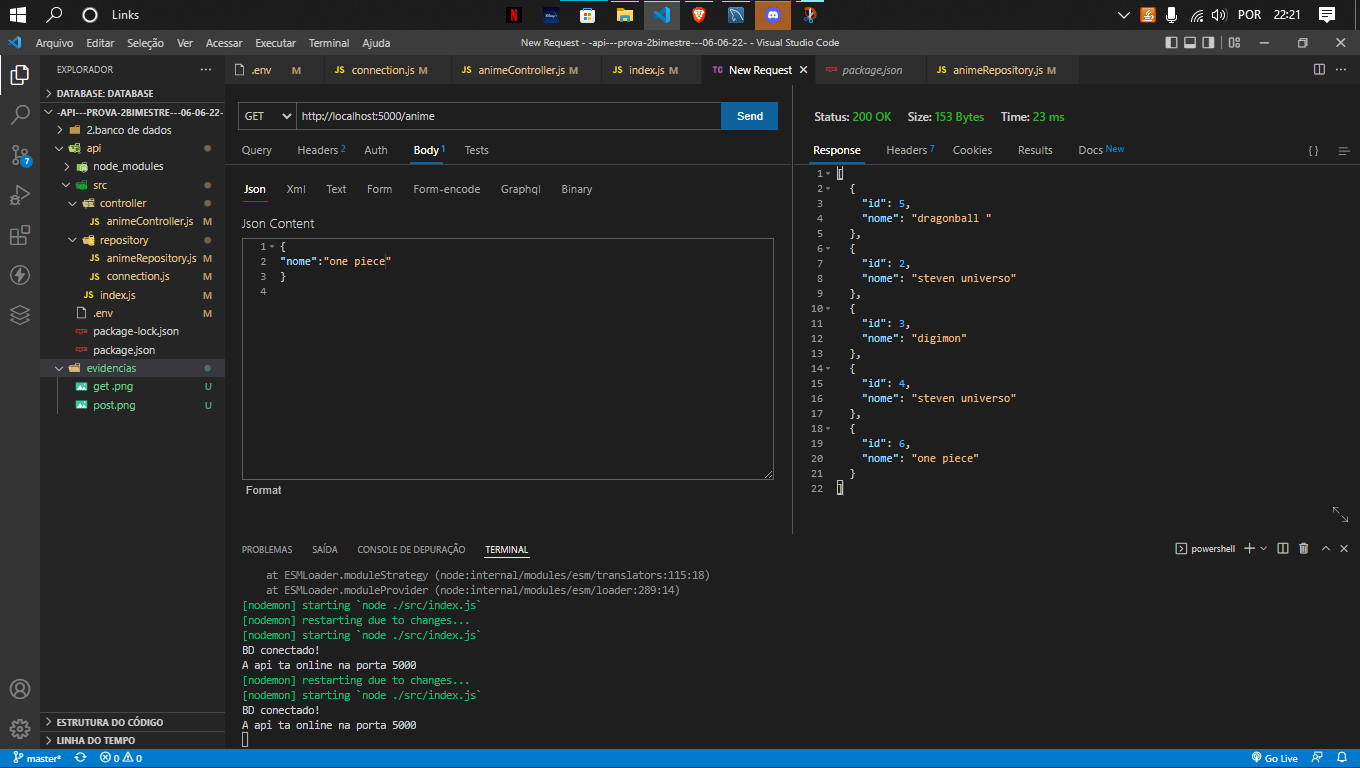 Links
POR
22:21
Arquivo Editar Seleção Ver Acessar Executar Terminal Ajuda
New Request - -api---prova-2bimestre---06-06-22- - Visual Studio Code
EXPLORADOR
DATABASE: DATABASE
-API---PROVA-2BIMESTRE---06-06-22-
2.banco de dados
api
node_modules
src
controller
JS animeController.js M
repository
JS animeRepository.js M
JS connection.js M
JS index.js M
.env M
package-lock.json
package.json
evidencias
get .png U
post.png U
ESTRUTURA DO CÓDIGO
LINHA DO TEMPO
7
.env M
JS connection.js M
JS animeController.js M
JS index.js M
TC New Request
package.json
JS animeRepository.js M
GET http://localhost:5000/anime Send
Query Headers 2 Auth Body 1 Tests
Json Xml Text Form Form-encode Graphql Binary
Json Content
1 {
2 "nome":"one piece"
3 }
4
Format
Status: 200 OK Size: 153 Bytes Time: 23 ms
Response Headers 7 Cookies Results Docs New
{ }
1 [
2 {
3 "id": 5,
4 "nome": "dragonball "
5 },
6 {
7 "id": 2,
8 "nome": "steven universo"
9 },
10 {
11 "id": 3,
12 "nome": "digimon"
13 },
14 {
15 "id": 4,
16 "nome": "steven universo"
17 },
18 {
19 "id": 6,
20 "nome": "one piece"
21 }
22 ]
PROBLEMAS SAÍDA CONSOLE DE DEPURAÇÃO TERMINAL
powershell
at ESMLoader.moduleStrategy (node:internal/modules/esm/translators:115:18)
at ESMLoader.moduleProvider (node:internal/modules/esm/loader:289:14)
[nodemon] starting `node ./src/index.js`
[nodemon] restarting due to changes...
[nodemon] starting `node ./src/index.js`
BD conectado!
A api ta online na porta 5000
[nodemon] restarting due to changes...
[nodemon] starting `node ./src/index.js`
BD conectado!
A api ta online na porta 5000
master* 0 0
Go Live